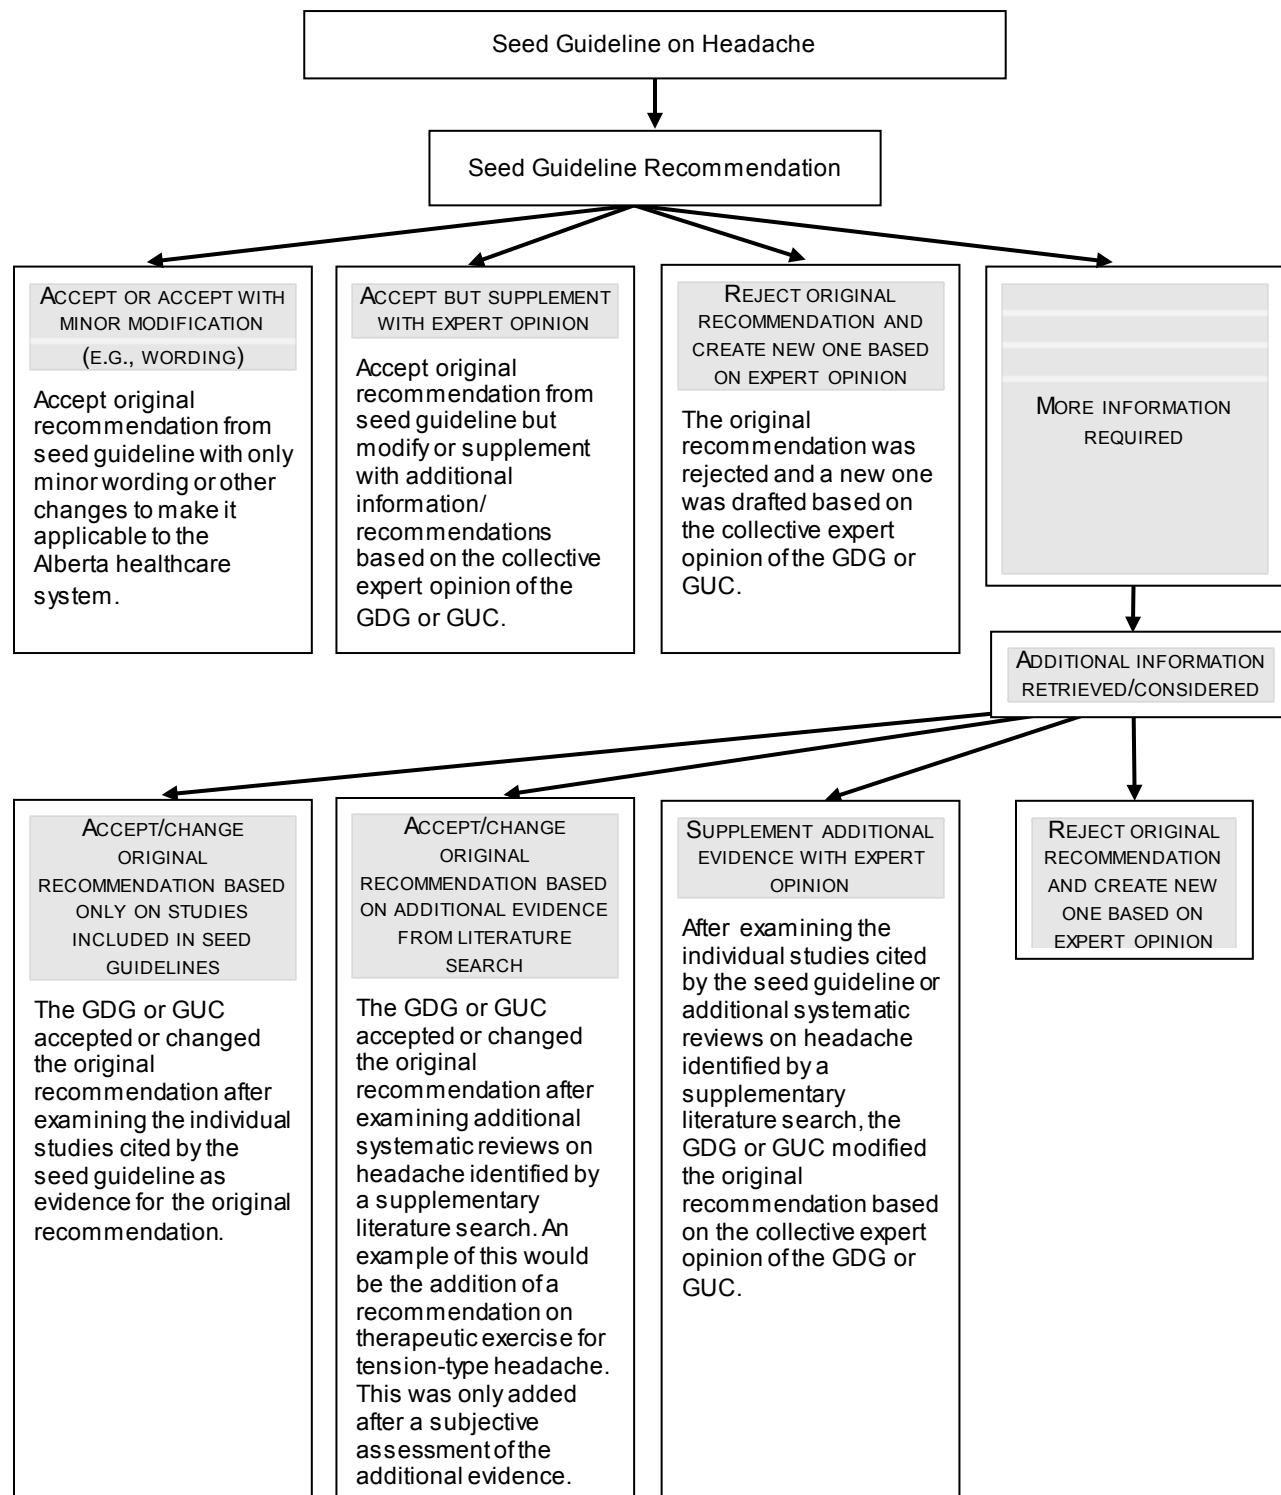 Seed Guideline on Headache
Seed Guideline Recommendation
ACCEPT OR ACCEPT WITH
MINOR MODIFICATION
(E.G., WORDING)
Accept original
recommendation from
seed guideline with only
minor wording or other
changes to make it
applicable to the
Alberta healthcare
system.
ACCEPT BUT SUPPLEMENT
WITH EXPERT OPINION
Accept original
recommendation from
seed guideline but
modify or supplement
with additional
information/
recommendations
based on the collective
expert opinion of the
GDG or GUC.
REJECT ORIGINAL
RECOMMENDATION AND
CREATE NEW ONE BASED
ON EXPERT OPINION
The original
recommendation was
rejected and a new one
was drafted based on
the collective expert
opinion of the GDG or
GUC.
MORE INFORMATION
REQUIRED
ADDITIONAL INFORMATION
RETRIEVED/CONSIDERED
ACCEPT/CHANGE
ORIGINAL
RECOMMENDATION BASED
ONLY ON STUDIES
INCLUDED IN SEED
GUIDELINES
The GDG or GUC
accepted or changed
the original
recommendation after
examining the individual
studies cited by the
seed guideline as
evidence for the original
recommendation.
ACCEPT/CHANGE
ORIGINAL
RECOMMENDATION BASED
ON ADDITIONAL EVIDENCE
FROM LITERATURE
SEARCH
The GDG or GUC
accepted or changed
the original
recommendation after
examining additional
systematic reviews on
headache identified by
a supplementary
literature search. An
example of this would
be the addition of a
recommendation on
therapeutic exercise for
tension-type headache.
This was only added
after a subjective
assessment of the
additional evidence.
SUPPLEMENT ADDITIONAL
EVIDENCE WITH EXPERT
OPINION
After examining the
individual studies cited
by the seed guideline or
additional systematic
reviews on headache
identified by a
supplementary
literature search, the
GDG or GUC modified
the original
recommendation based
on the collective expert
opinion of the GDG or
GUC.
REJECT ORIGINAL
RECOMMENDATION
AND CREATE NEW
ONE BASED ON
EXPERT OPINION